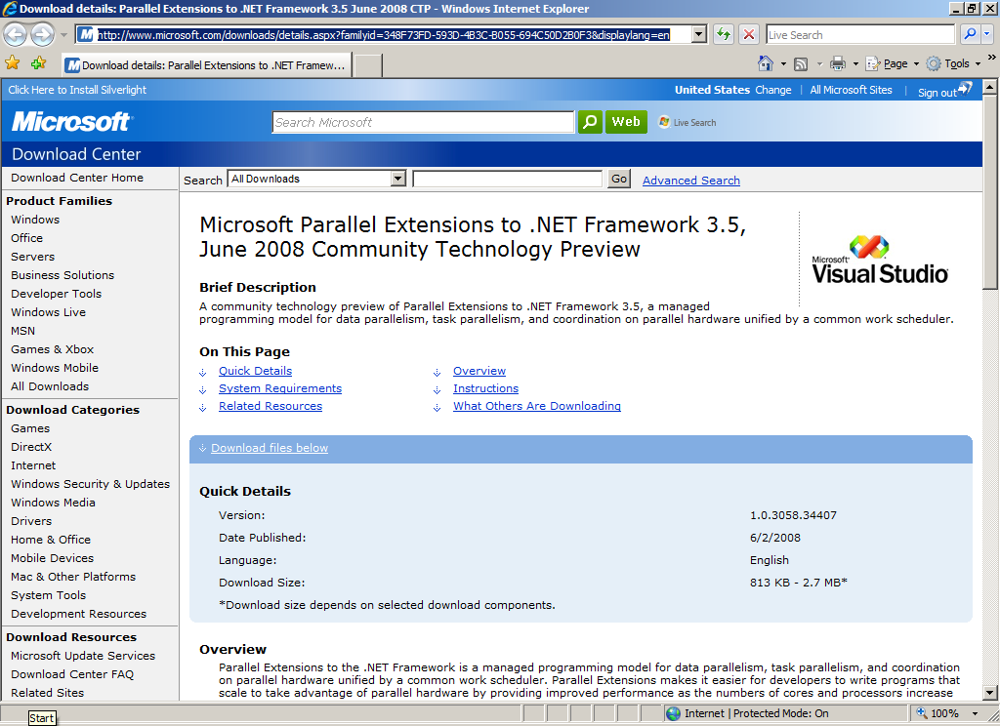 Download details: Parallel Extensions to .NET Framework 3.5 June 2008 CTP - Windows Internet Explorer
http://www.microsoft.com/downloads/details.aspx?familyid=348F73FD-593D-4B3C-B055-694C50D2B0F3&displaylang=en
Live Search
Download details: Parallel Extensions to .NET Framew...
Page
Tools
Click Here to Install Silverlight
United States Change | All Microsoft Sites | Sign out
Microsoft
Search Microsoft
Web
Live Search
Download Center
Download Center Home
Product Families
Windows
Office
Servers
Business Solutions
Developer Tools
Windows Live
MSN
Games & Xbox
Windows Mobile
All Downloads
Download Categories
Games
DirectX
Internet
Windows Security & Updates
Windows Media
Drivers
Home & Office
Mobile Devices
Mac & Other Platforms
System Tools
Development Resources
Download Resources
Microsoft Update Services
Download Center FAQ
Related Sites
Search All Downloads Go Advanced Search
Microsoft Parallel Extensions to .NET Framework 3.5,
June 2008 Community Technology Preview
Microsoft
Visual Studio
Brief Description
A community technology preview of Parallel Extensions to .NET Framework 3.5, a managed
programming model for data parallelism, task parallelism, and coordination on parallel hardware unified by a common work scheduler.
On This Page
Quick Details Overview
System Requirements Instructions
Related Resources What Others Are Downloading
Download files below
Quick Details
Version: 1.0.3058.34407
Date Published: 6/2/2008
Language: English
Download Size: 813 KB - 2.7 MB*
*Download size depends on selected download components.
Overview
Parallel Extensions to the .NET Framework is a managed programming model for data parallelism, task parallelism, and coordination
on parallel hardware unified by a common work scheduler. Parallel Extensions makes it easier for developers to write programs that
scale to take advantage of parallel hardware by providing improved performance as the numbers of cores and processors increase
Start
Internet | Protected Mode: On
100%